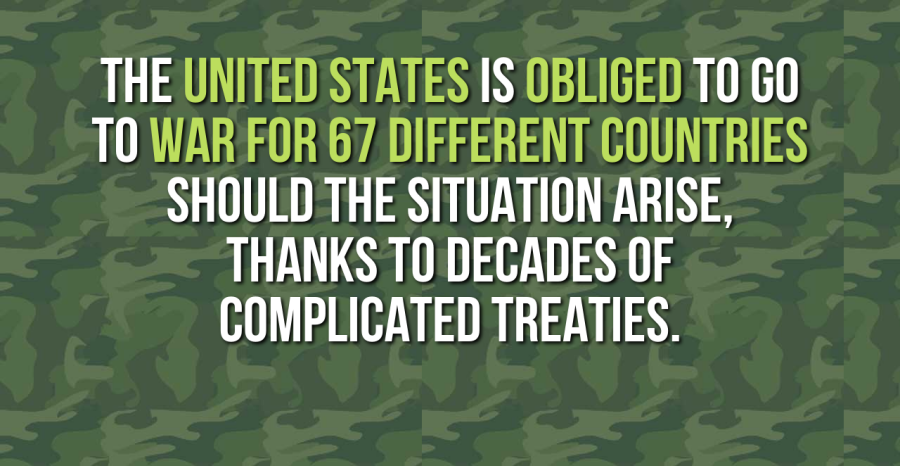 THE UNITED STATES IS OBLIGED TO GO
TO WAR FOR 67 DIFFERENT COUNTRIES
SHOULD THE SITUATION ARISE,
THANKS TO DECADES OF
COMPLICATED TREATIES.